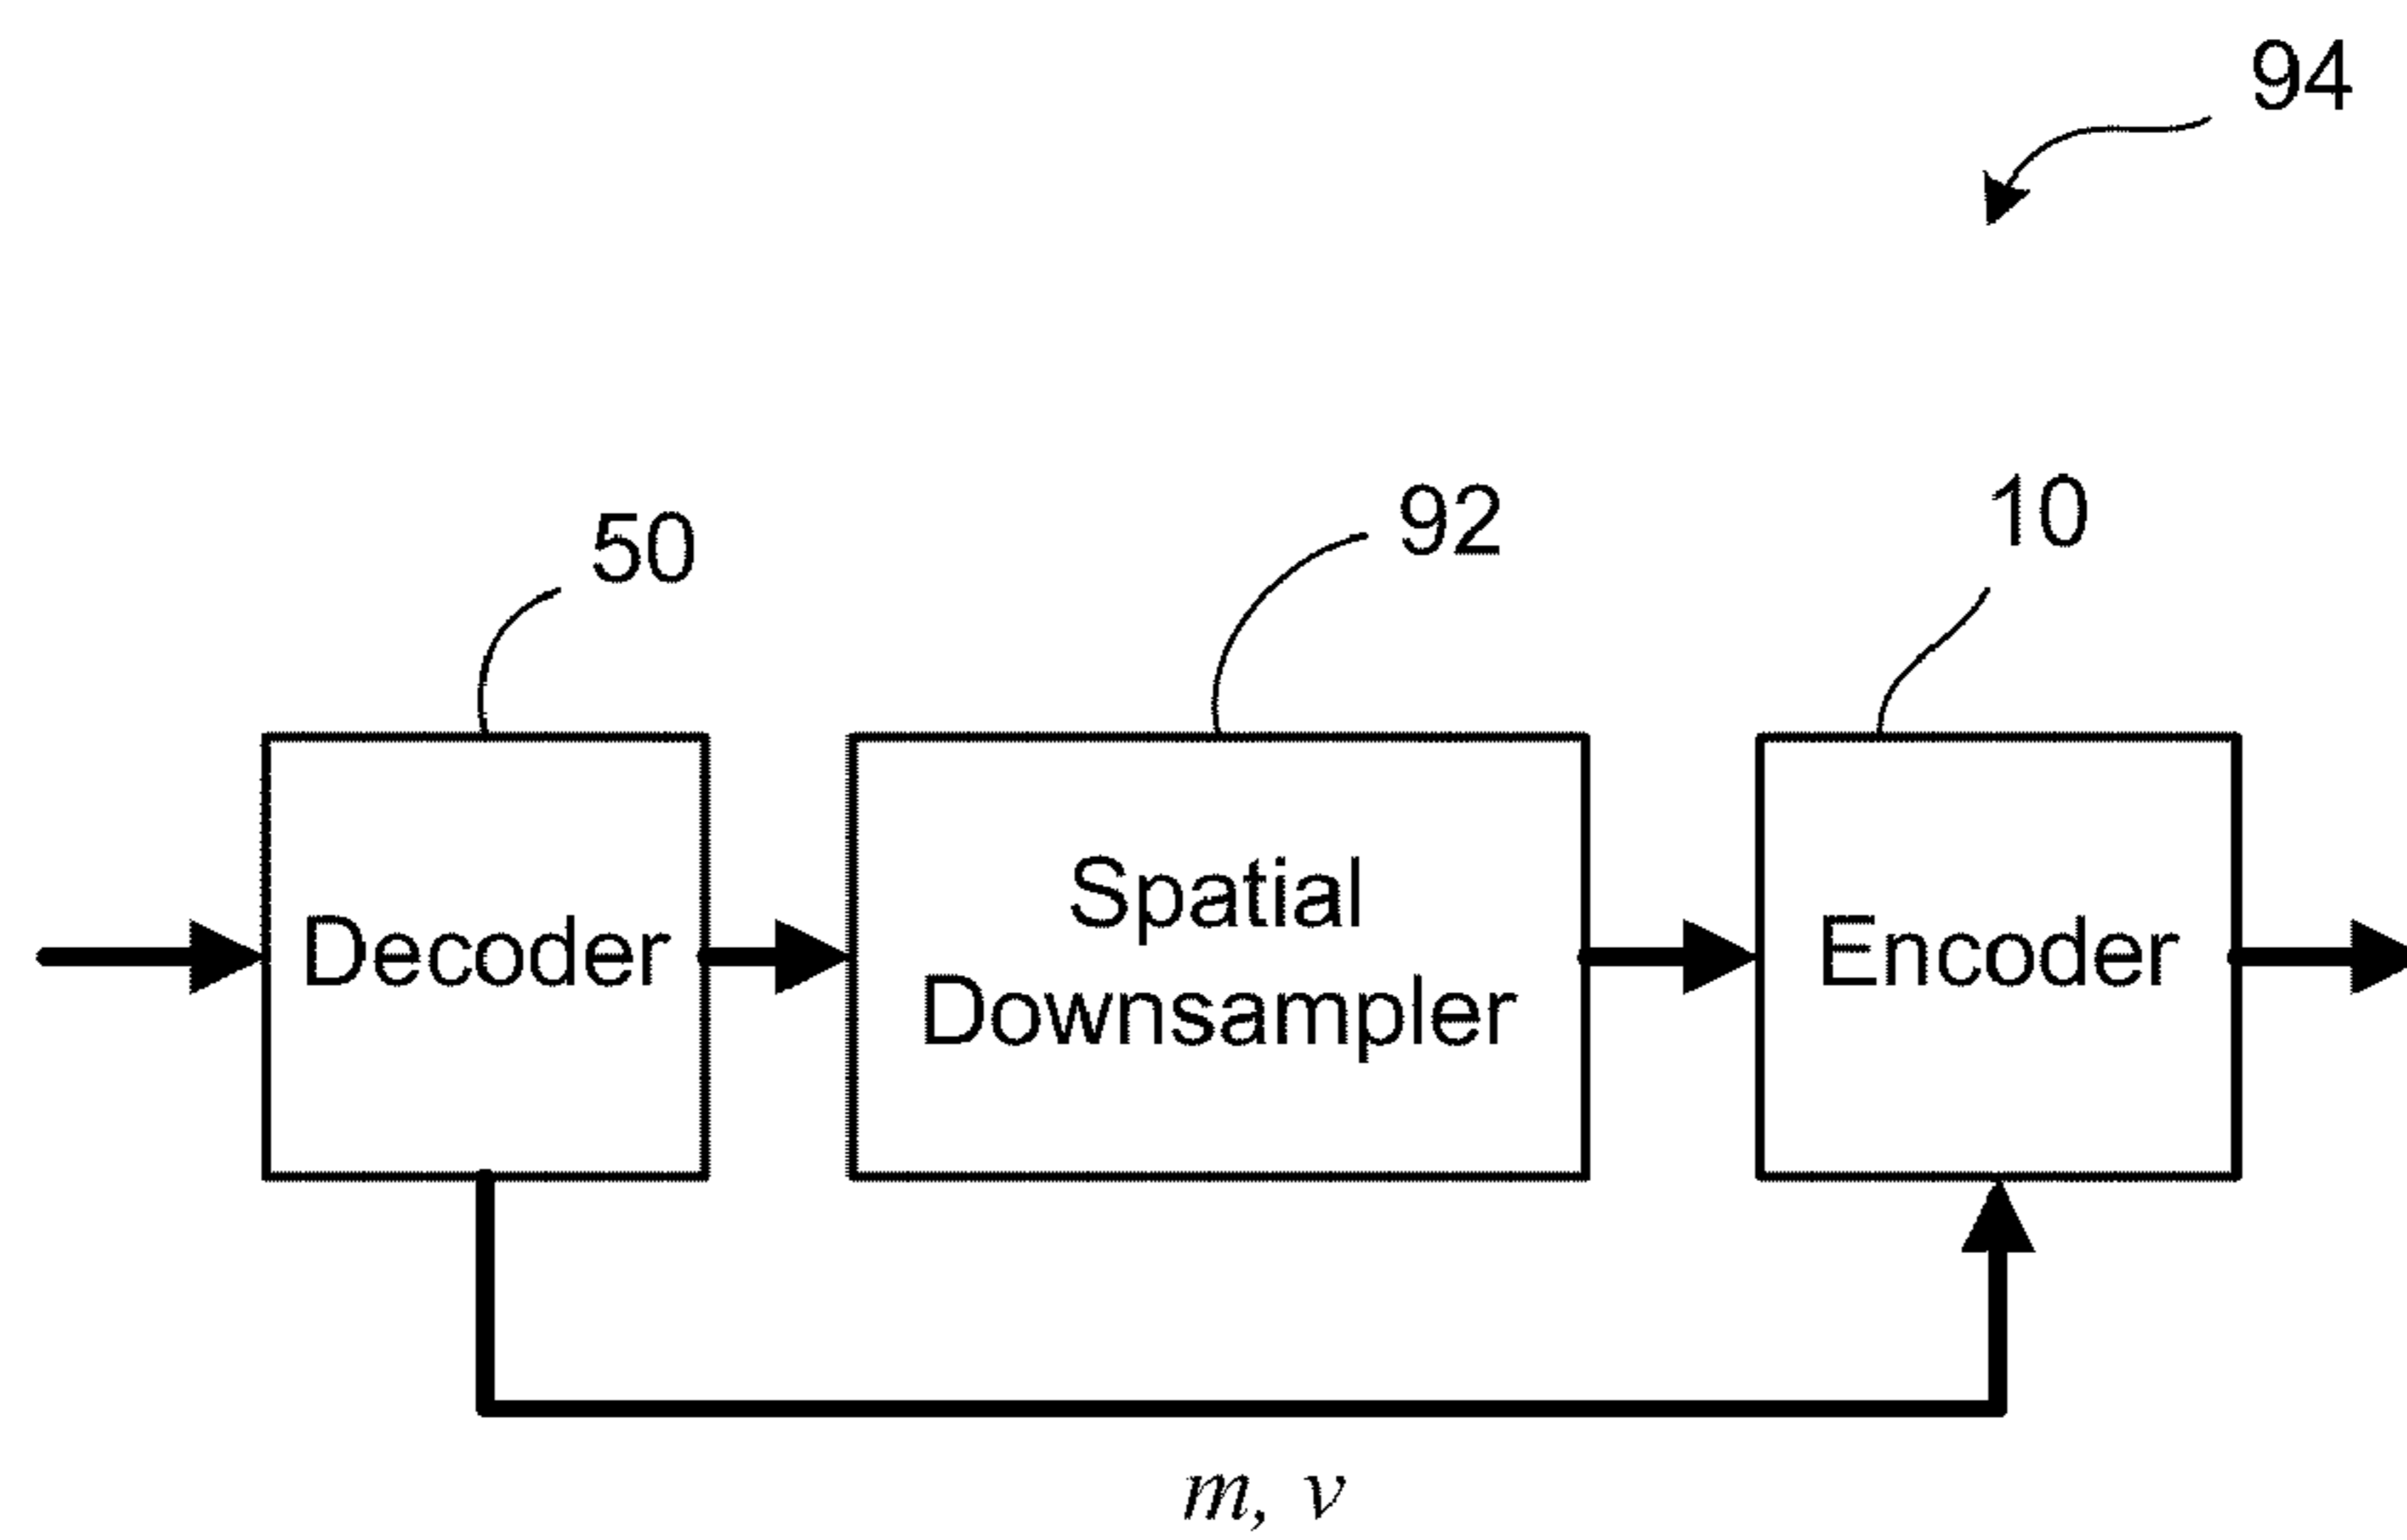 94
50
92
10
Decoder
Spatial
Downsampler
Encoder
m, v